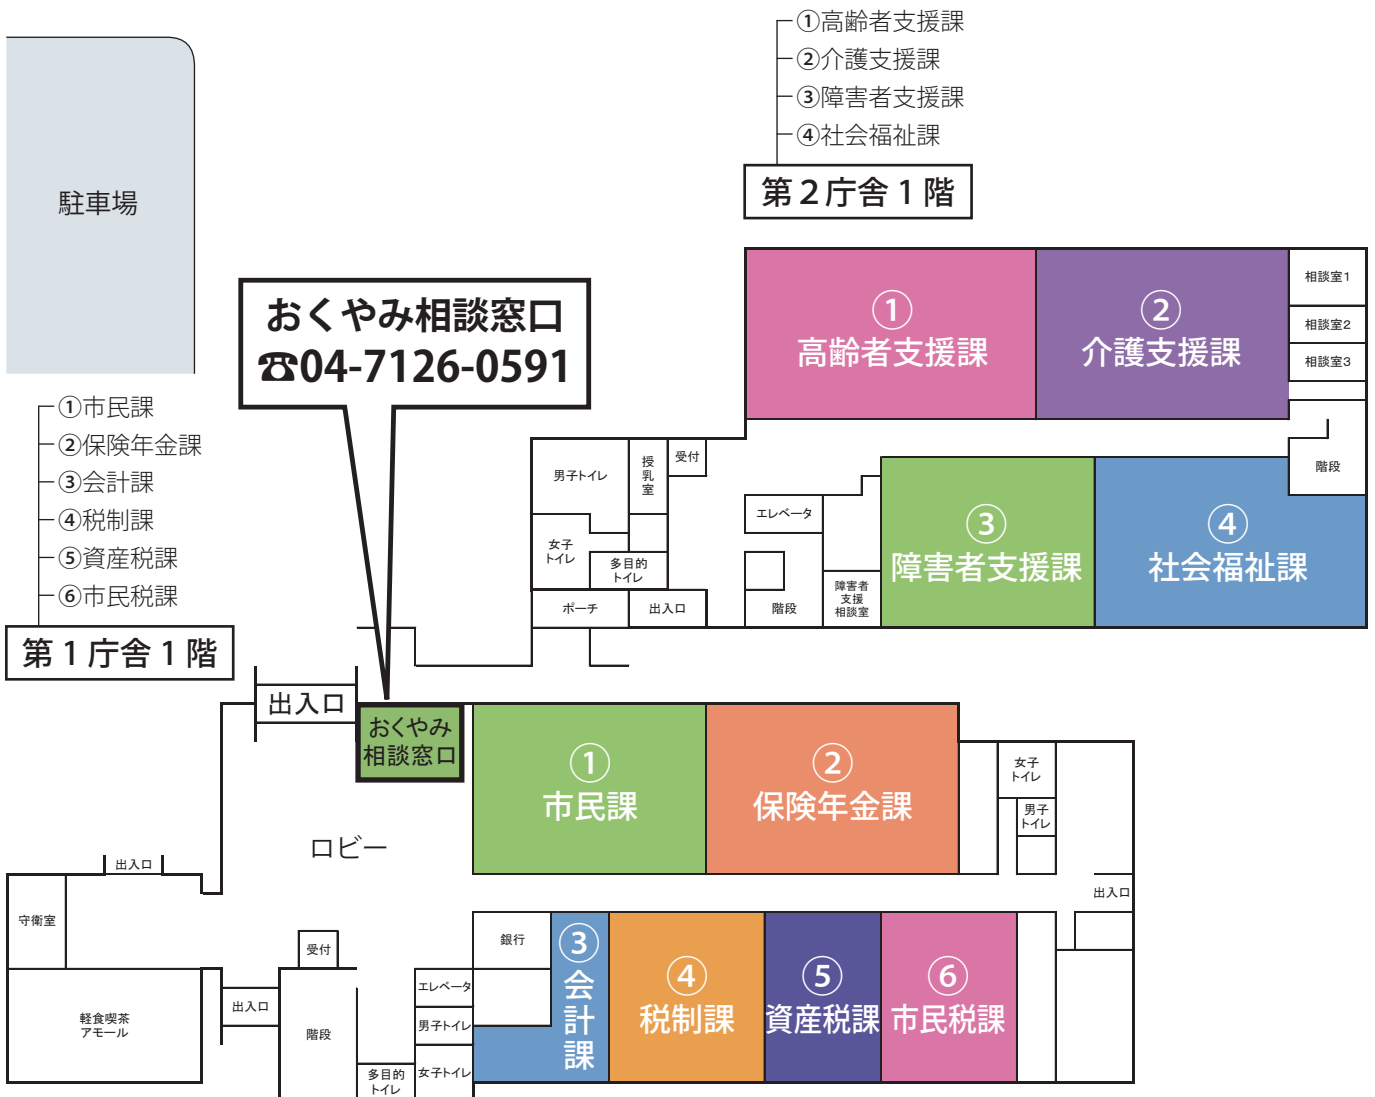 ①高齢者支援課
②介護支援課
③障害者支援課
④社会福祉課
第２庁舎１階
駐車場
おくやみ相談窓口
☎04-7126-0591
①市民課
②保険年金課
③会計課
④税制課
⑤資産税課
⑥市民税課
第１庁舎１階
①
高齢者支援課
②
介護支援課
相談室1
相談室2
相談室3
階段
男子トイレ
授乳室
受付
女子
トイレ
多目的
トイレ
ポーチ
出入口
エレベータ
階段
障害者
支援
相談室
③
障害者支援課
④
社会福祉課
出入口
おくやみ
相談窓口
①
市民課
②
保険年金課
女子
トイレ
男子
トイレ
出入口
ロビー
出入口
守衛室
軽食喫茶
アモール
出入口
受付
階段
銀行
エレベータ
男子トイレ
女子トイレ
多目的
トイレ
③
会計課
④
税制課
⑤
資産税課
⑥
市民税課